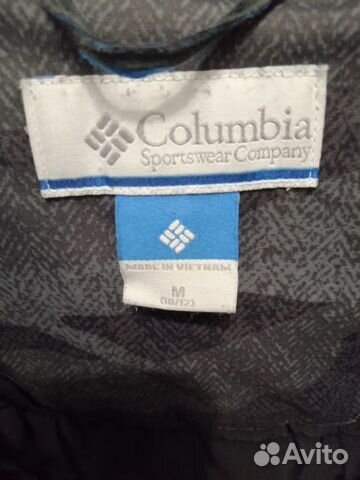 Columbia
Sportswear Company
MADE IN VIETNAM
M
(10/12)
Avito